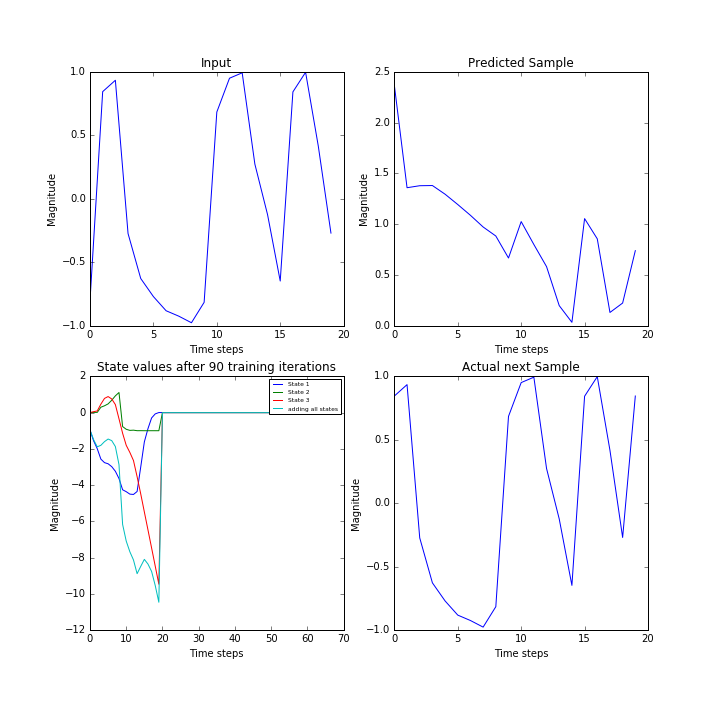 Input
Magnitude
1.0
0.5
0.0
−0.5
−1.0
0 5 10 15 20
Time steps
Predicted Sample
Magnitude
2.5
2.0
1.5
1.0
0.5
0.0
0 5 10 15 20
Time steps
State values after 90 training iterations
Magnitude
2
0
−2
−4
−6
−8
−10
−12
State 1
State 2
State 3
adding all states
0 10 20 30 40 50 60 70
Time steps
Actual next Sample
Magnitude
1.0
0.5
0.0
−0.5
−1.0
0 5 10 15 20
Time steps